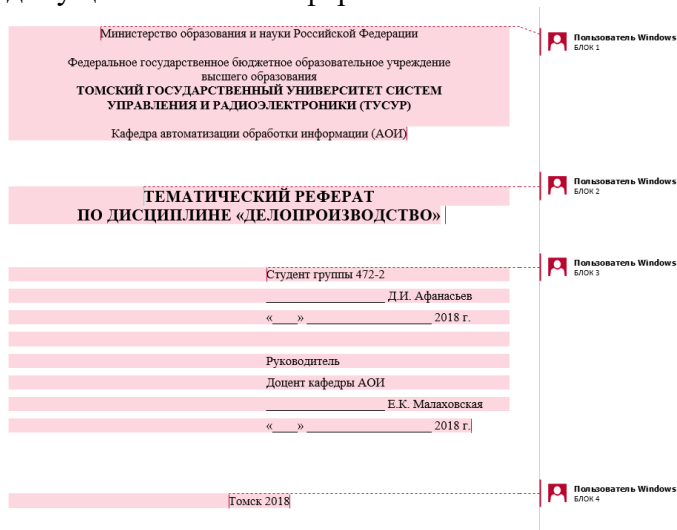 Министерство образования и науки Российской Федерации
Пользователь Windows
БЛОК 1
Федеральное государственное бюджетное образовательное учреждение
высшего образования
ТОМСКИЙ ГОСУДАРСТВЕННЫЙ УНИВЕРСИТЕТ СИСТЕМ
УПРАВЛЕНИЯ И РАДИОЭЛЕКТРОНИКИ (ТУСУР)
Кафедра автоматизации обработки информации (АОИ)
Пользователь Windows
БЛОК 2
ТЕМАТИЧЕСКИЙ РЕФЕРАТ
ПО ДИСЦИПЛИНЕ «ДЕЛОПРОИЗВОДСТВО»
Пользователь Windows
БЛОК 3
Студент группы 472-2
___________________ Д.И. Афанасьев
«____» ____________________ 2018 г.
Руководитель
Доцент кафедры АОИ
___________________ Е.К. Малаховская
«____» ____________________ 2018 г.
Пользователь Windows
БЛОК 4
Томск 2018